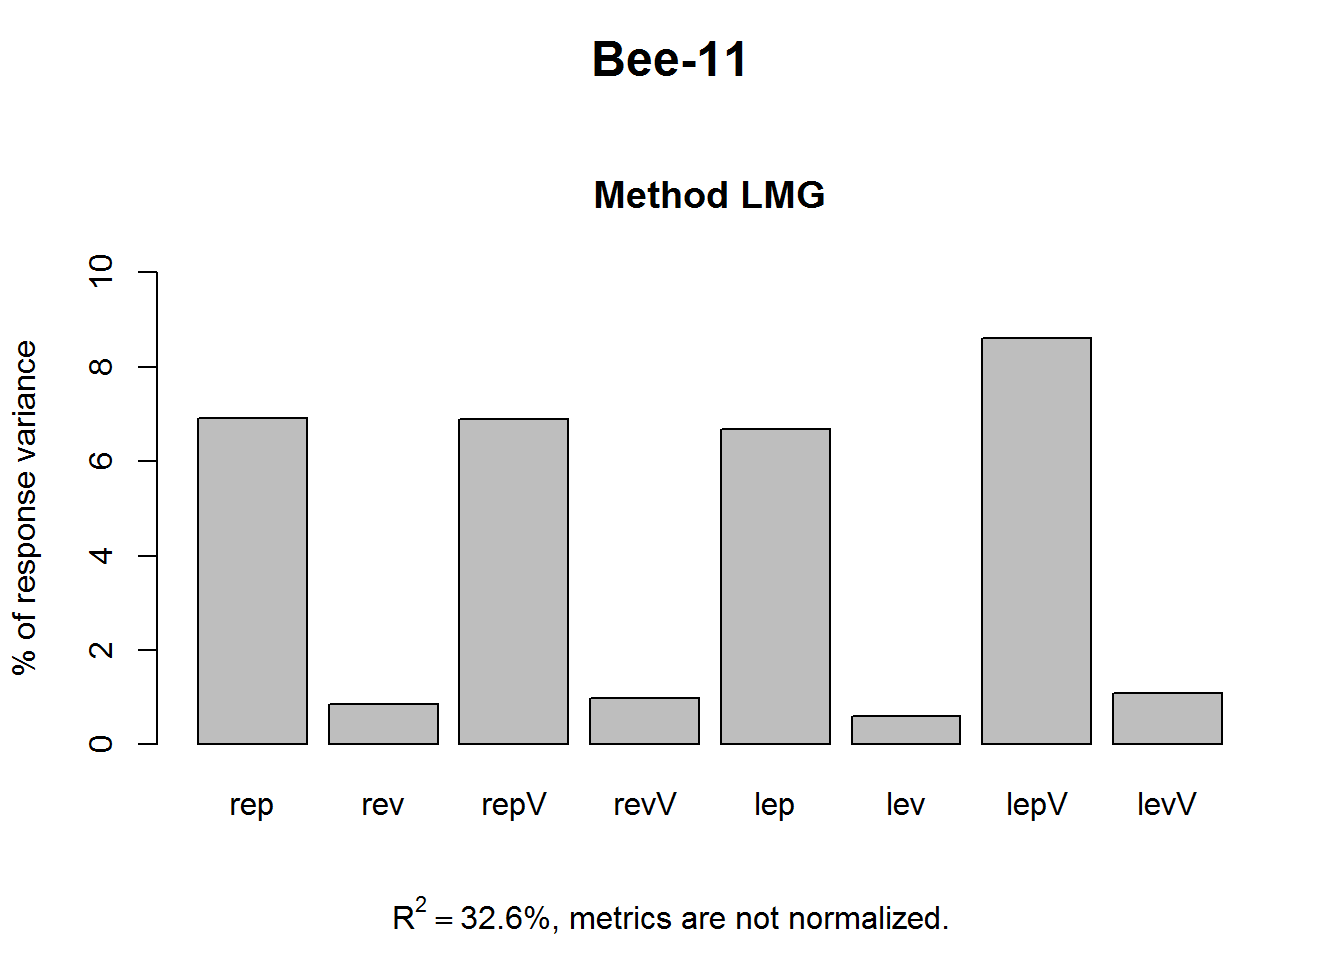 Bee-11
Method LMG
% of response variance
10
8
6
4
2
0
rep rev repV revV lep lev lepV levV
R² = 32.6%, metrics are not normalized.